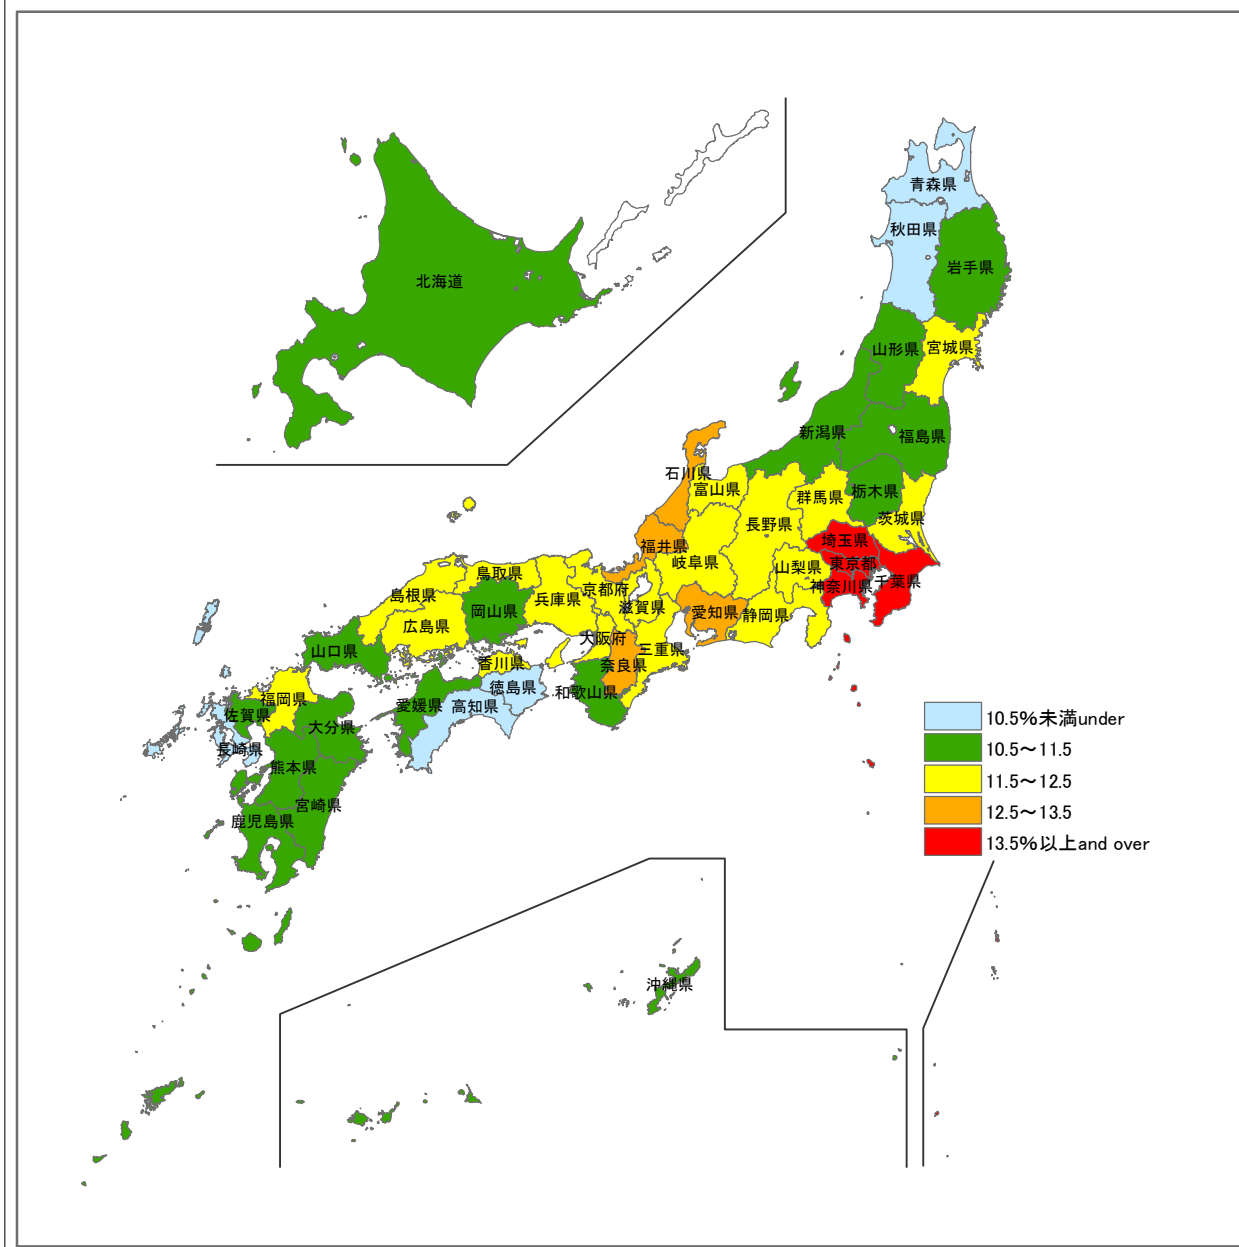 青森県
秋田県
岩手県
北海道
山形県
宮城県
新潟県
福島県
石川県
富山県
群馬県
栃木県
長野県
茨城県
埼玉県
福井県
岐阜県
東京都
山梨県
鳥取県
京都府
神奈川県
千葉県
島根県
兵庫県
滋賀県
岡山県
愛知県
静岡県
広島県
大阪府
三重県
山口県
香川県
奈良県
徳島県
和歌山県
福岡県
愛媛県
高知県
佐賀県
大分県
長崎県
熊本県
宮崎県
鹿児島県
沖縄県
10.5%未満under
10.5～11.5
11.5～12.5
12.5～13.5
13.5%以上and over